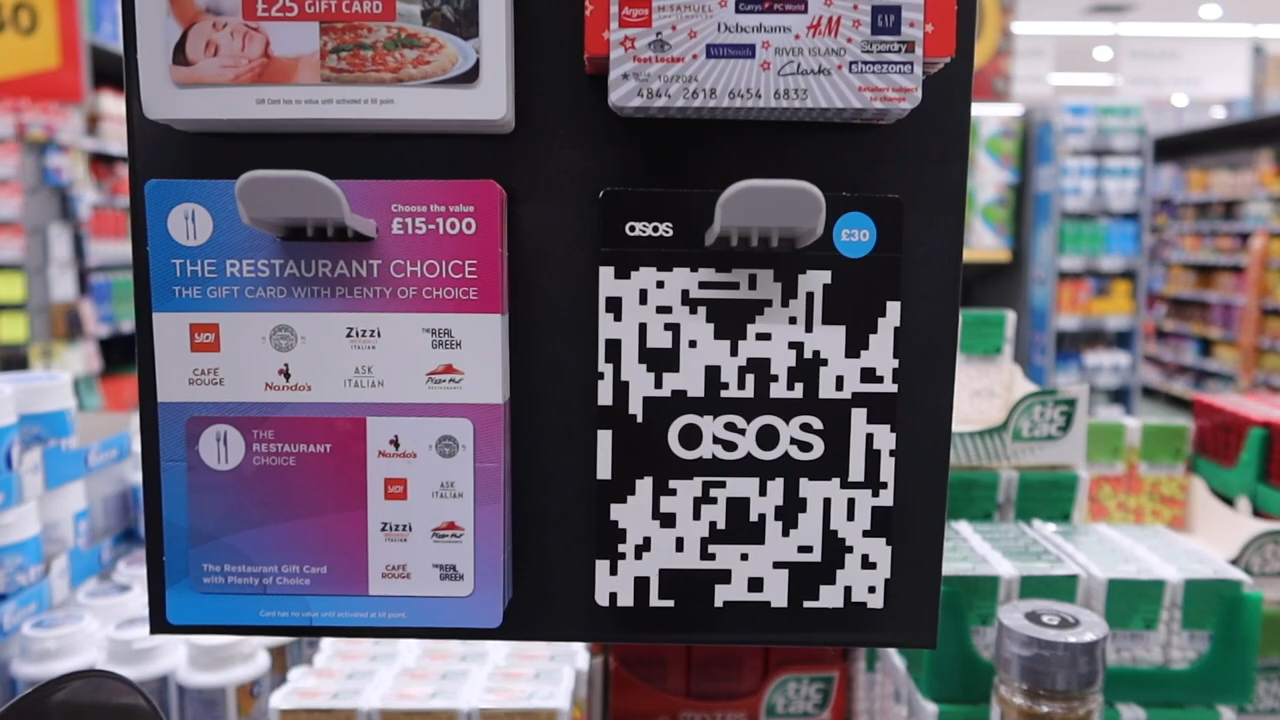 £25 GIFT CARD
Gift Card has no value until activated at till point.
Argos
H.SAMUEL
Currys PC World
Debenhams
H&M
GAP
Foot Locker
WHSmith
RIVER ISLAND
Superdry
Clarks
shoezone
10/2024
4844 2618 6454 6833
Retailers subject
to change.
Choose the value
£15-100
THE RESTAURANT CHOICE
THE GIFT CARD WITH PLENTY OF CHOICE
YO!
Zizzi
ITALIAN
THE REAL
GREEK
CAFÉ
ROUGE
Nando's
ASK
ITALIAN
Pizza Hut
RESTAURANTS
THE
RESTAURANT
CHOICE
Nando's
YO!
ASK
ITALIAN
Zizzi
ITALIAN
Pizza Hut
CAFÉ
ROUGE
THE REAL
GREEK
The Restaurant Gift Card
with Plenty of Choice
Card has no value until activated at till point.
asos
£30
asos
tic
tac
tic
tac